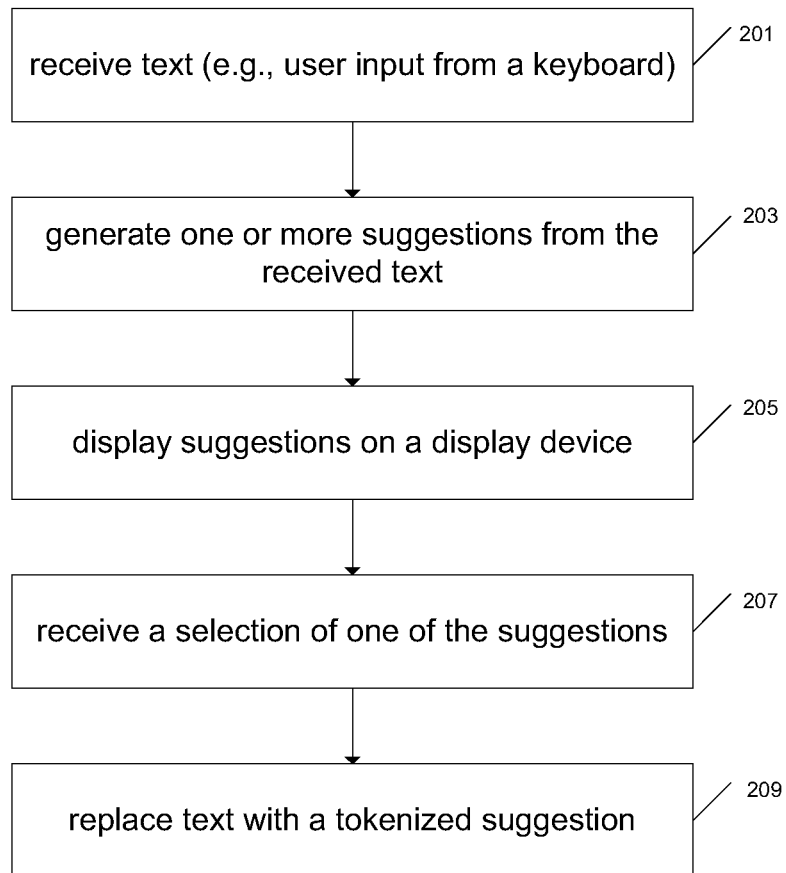 201
receive text (e.g., user input from a keyboard)
203
generate one or more suggestions from the
received text
205
display suggestions on a display device
207
receive a selection of one of the suggestions
209
replace text with a tokenized suggestion